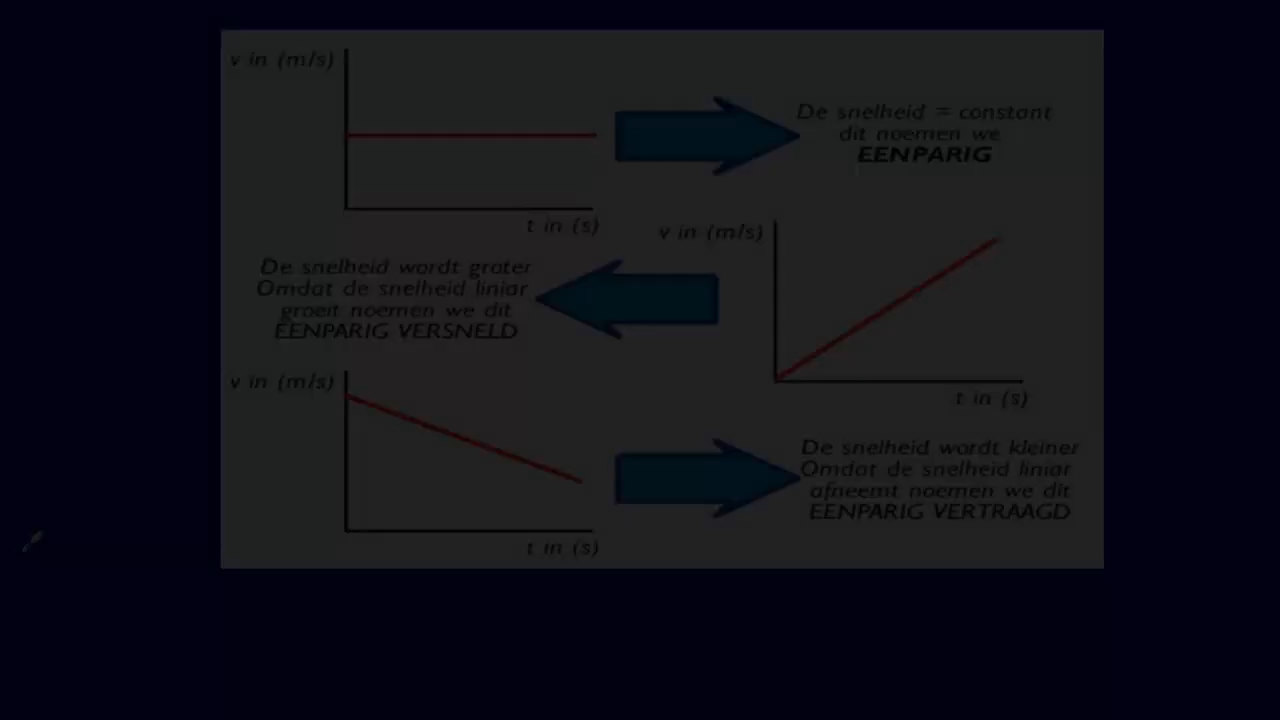 v in (m/s)
De snelheid = constant
dit noemen we
EENPARIG
t in (s)
v in (m/s)
De snelheid wordt groter
Omdat de snelheid liniar
groeit noemen we dit
EENPARIG VERSNELD
v in (m/s)
t in (s)
De snelheid wordt kleiner
Omdat de snelheid liniar
afneemt noemen we dit
EENPARIG VERTRAAGD
t in (s)